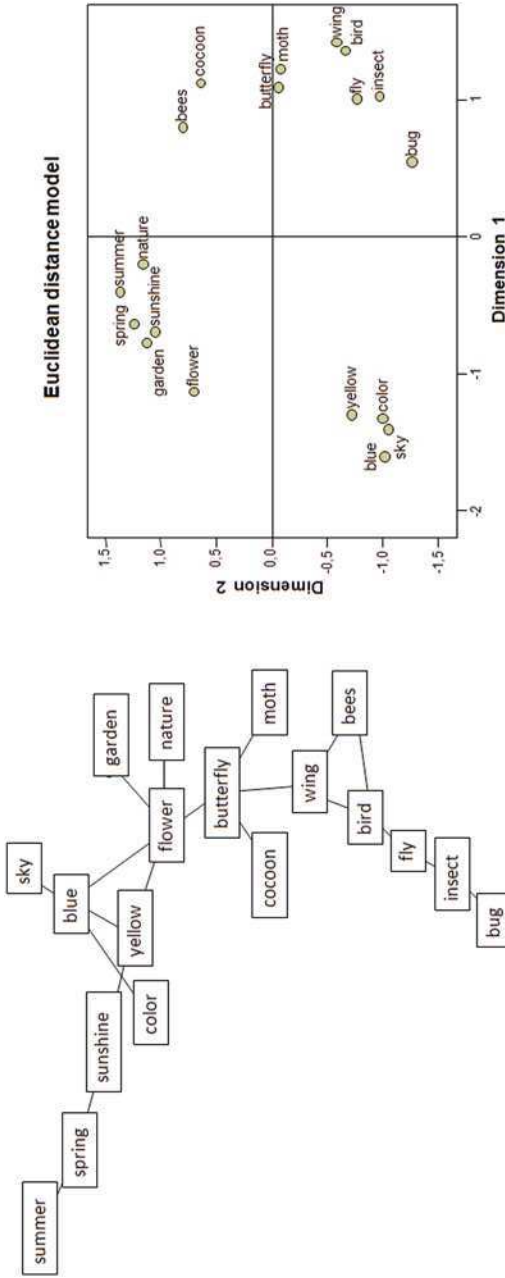 summer
spring
sunshine
color
yellow
blue
sky
garden
flower
nature
butterfly
cocoon
moth
wing
bees
bird
fly
insect
bug
Euclidean distance model
Dimension 2
1.5
1.0
0.5
0.0
-0.5
-1.0
-1.5
spring
summer
nature
sunshine
garden
flower
bees
cocoon
butterfly
moth
wing
bird
fly
insect
bug
yellow
color
blue
sky
-2
-1
0
1
Dimension 1